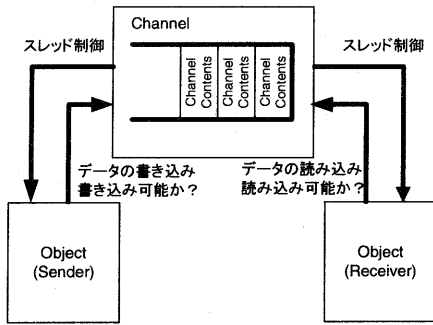 Channel
スレッド制御
スレッド制御
Channel
Contents
Channel
Contents
Channel
Contents
データの書き込み
書き込み可能か？
データの読み込み
読み込み可能か？
Object
(Sender)
Object
(Receiver)